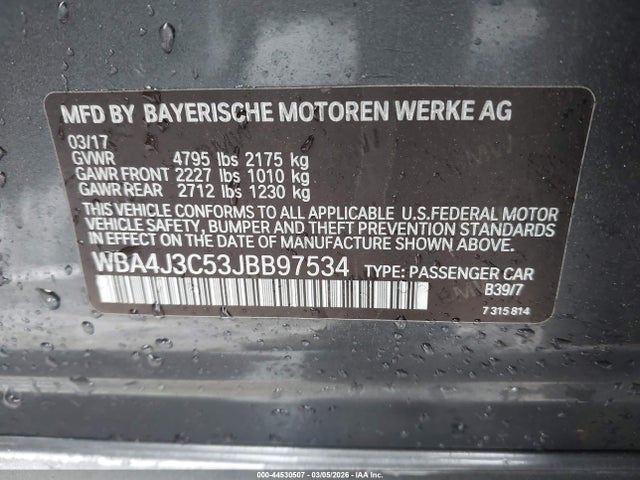 MFD BY BAYERISCHE MOTOREN WERKE AG
03/17
GVWR 4795 lbs 2175 kg
GAWR FRONT 2227 lbs 1010 kg
GAWR REAR 2712 lbs 1230 kg
THIS VEHICLE CONFORMS TO ALL APPLICABLE U.S.FEDERAL MOTOR
VEHICLE SAFETY, BUMPER AND THEFT PREVENTION STANDARDS IN
EFFECT ON THE DATE OF MANUFACTURE SHOWN ABOVE.
WBA4J3C53JBB97534 TYPE: PASSENGER CAR
B39/7
7 315 814
000-44530507 - 03/05/2026 - IAA Corp.